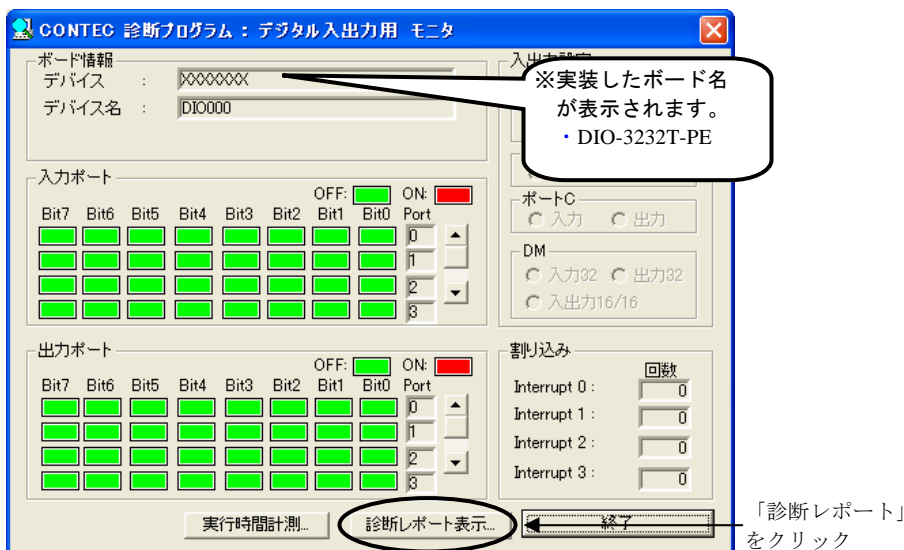 CONTEC 診断プログラム : デジタル入出力用 モニタ
ボード情報
デバイス : XXXXXXX
デバイス名 : DIO000
※実装したボード名
が表示されます。
・DIO-3232T-PE
入力ポート
OFF: ON:
Bit7 Bit6 Bit5 Bit4 Bit3 Bit2 Bit1 Bit0 Port
0
1
2
3
ポートC
入力 出力
DM
入力32 出力32
入出力16/16
出力ポート
OFF: ON:
Bit7 Bit6 Bit5 Bit4 Bit3 Bit2 Bit1 Bit0 Port
0
1
2
3
割り込み
回数
Interrupt 0 : 0
Interrupt 1 : 0
Interrupt 2 : 0
Interrupt 3 : 0
実行時間計測... 診断レポート表示... 終了
「診断レポート」
をクリック